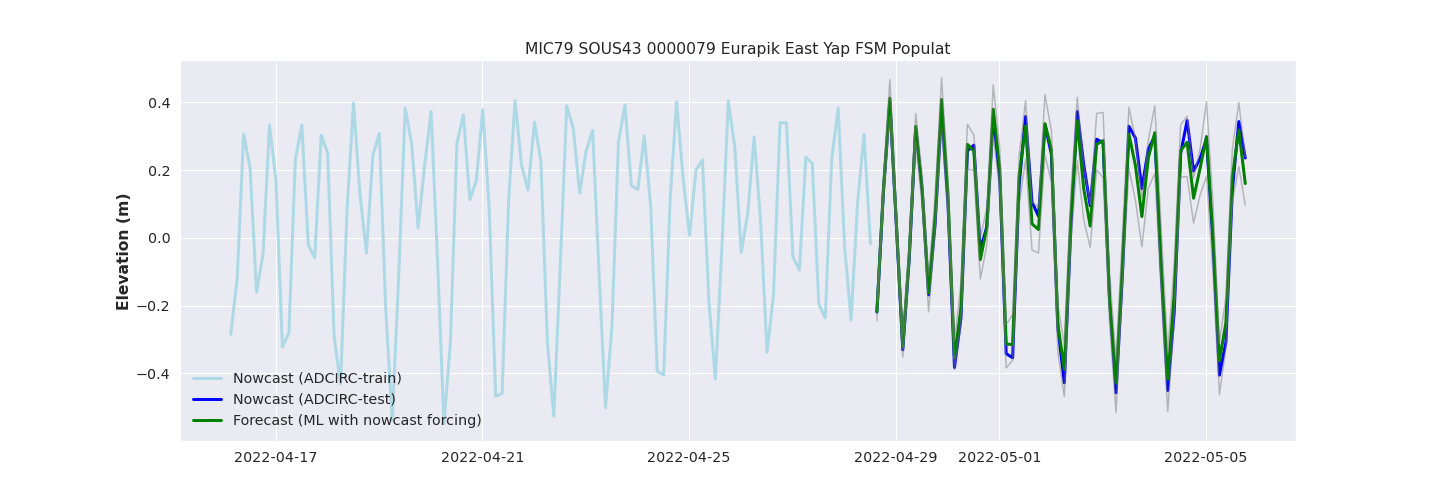 MIC79 SOUS43 0000079 Eurapik East Yap FSM Populat
Elevation (m)
0.4
0.2
0.0
−0.2
−0.4
Nowcast (ADCIRC-train)
Nowcast (ADCIRC-test)
Forecast (ML with nowcast forcing)
2022-04-17
2022-04-21
2022-04-25
2022-04-29
2022-05-01
2022-05-05